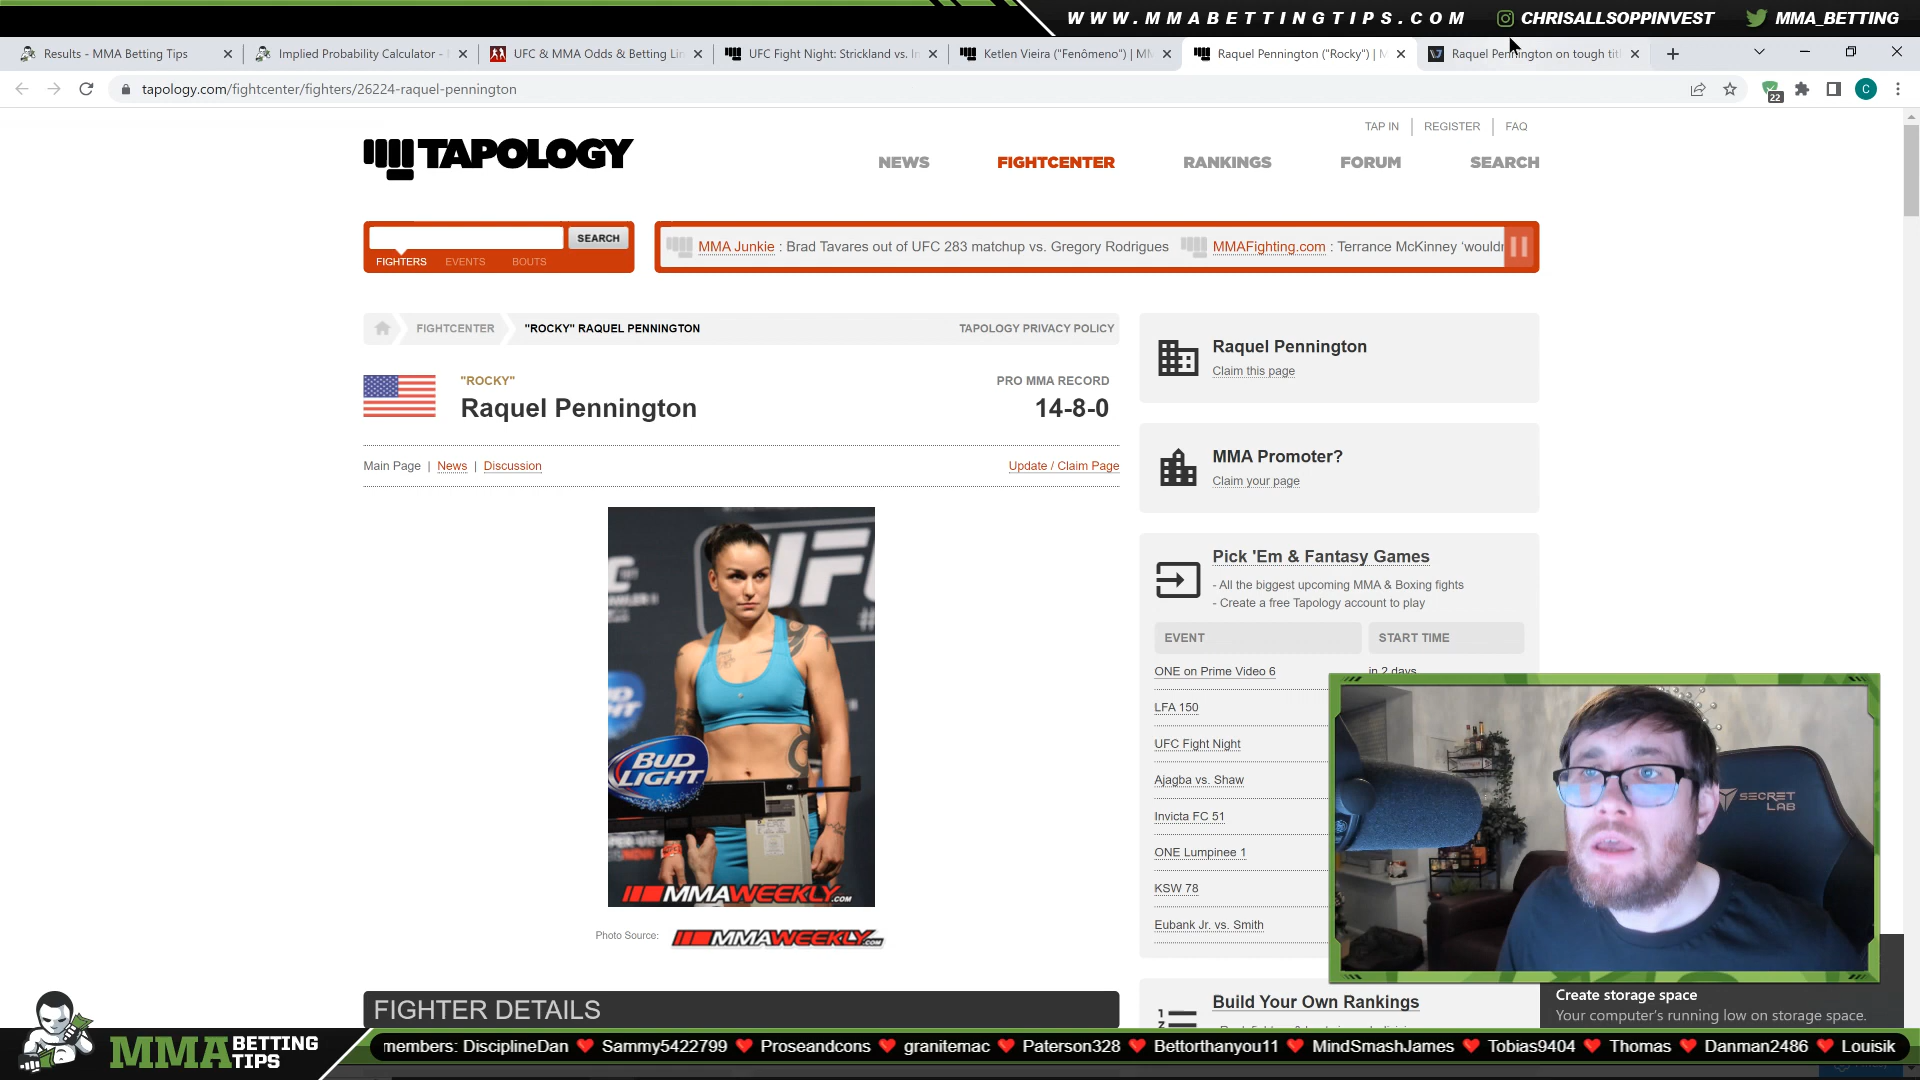 WWW.MMABETTINGTIPS.COM CHRISALLSOPPINVEST MMA_BETTING
Results - MMA Betting Tips
Implied Probability Calculator -
UFC & MMA Odds & Betting Lin
UFC Fight Night: Strickland vs. I
Ketlen Vieira ("Fenômeno") | M
Raquel Pennington ("Rocky") | M
Raquel Pennington on tough tit
tapology.com/fightcenter/fighters/26224-raquel-pennington
22
C
TAP IN REGISTER FAQ
TAPOLOGY
NEWS FIGHTCENTER RANKINGS FORUM SEARCH
SEARCH
FIGHTERS EVENTS BOUTS
MMA Junkie : Brad Tavares out of UFC 283 matchup vs. Gregory Rodrigues MMAFighting.com : Terrance McKinney 'wouldn
FIGHTCENTER "ROCKY" RAQUEL PENNINGTON TAPOLOGY PRIVACY POLICY
"ROCKY" PRO MMA RECORD
Raquel Pennington 14-8-0
Main Page | News | Discussion Update / Claim Page
UFC
BUD
LIGHT
MMAWEEKLY.COM
Photo Source: MMAWEEKLY.COM
FIGHTER DETAILS
Raquel Pennington
Claim this page
MMA Promoter?
Claim your page
Pick 'Em & Fantasy Games
- All the biggest upcoming MMA & Boxing fights
- Create a free Tapology account to play
EVENT START TIME
ONE on Prime Video 6 in 2 days
LFA 150
UFC Fight Night
Ajagba vs. Shaw
Invicta FC 51
ONE Lumpinee 1
KSW 78
Eubank Jr. vs. Smith
Build Your Own Rankings
SECRET
LAB
Create storage space
Your computer's running low on storage space.
MMA BETTING
TIPS
members: DisciplineDan Sammy5422799 Proseandcons granitemac Paterson328 Bettorthanyou11 MindSmashJames Tobias9404 Thomas Danman2486 Louisik